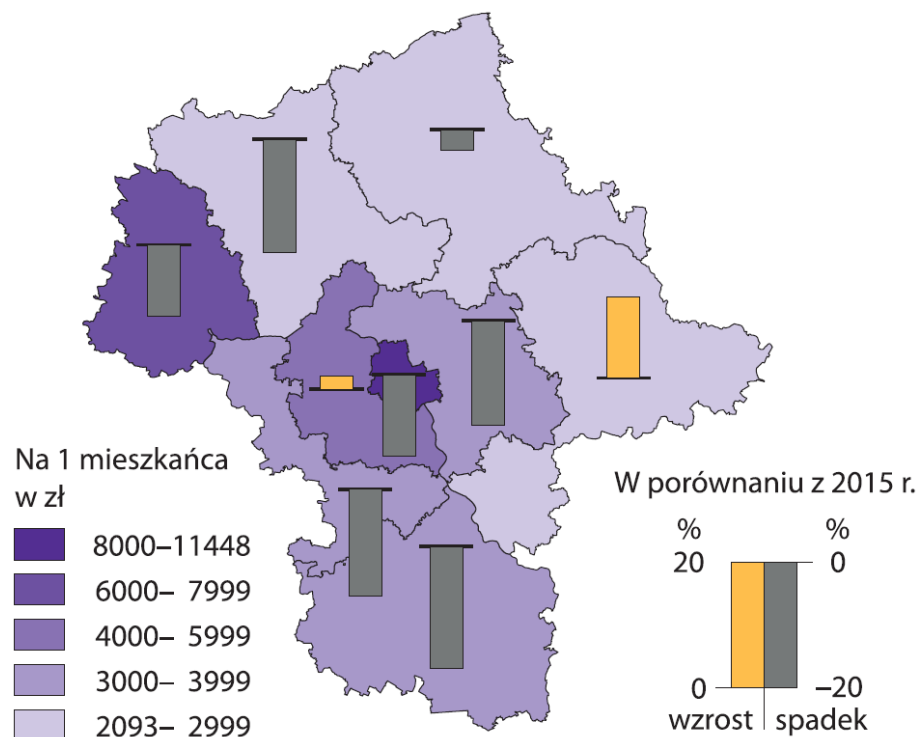 Na 1 mieszkańca
w zł
8000–11448
6000– 7999
4000– 5999
3000– 3999
2093– 2999
W porównaniu z 2015 r.
% %
20 0
0 –20
wzrost spadek